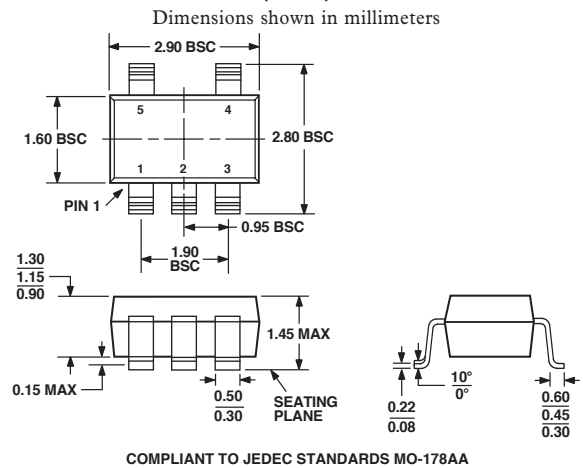 Dimensions shown in millimeters
2.90 BSC
5
4
1.60 BSC
2.80 BSC
1
2
3
PIN 1
0.95 BSC
1.90
BSC
1.30
1.15
0.90
1.45 MAX
0.15 MAX
0.50
0.30
SEATING
PLANE
0.22
0.08
10°
0°
0.60
0.45
0.30
COMPLIANT TO JEDEC STANDARDS MO-178AA